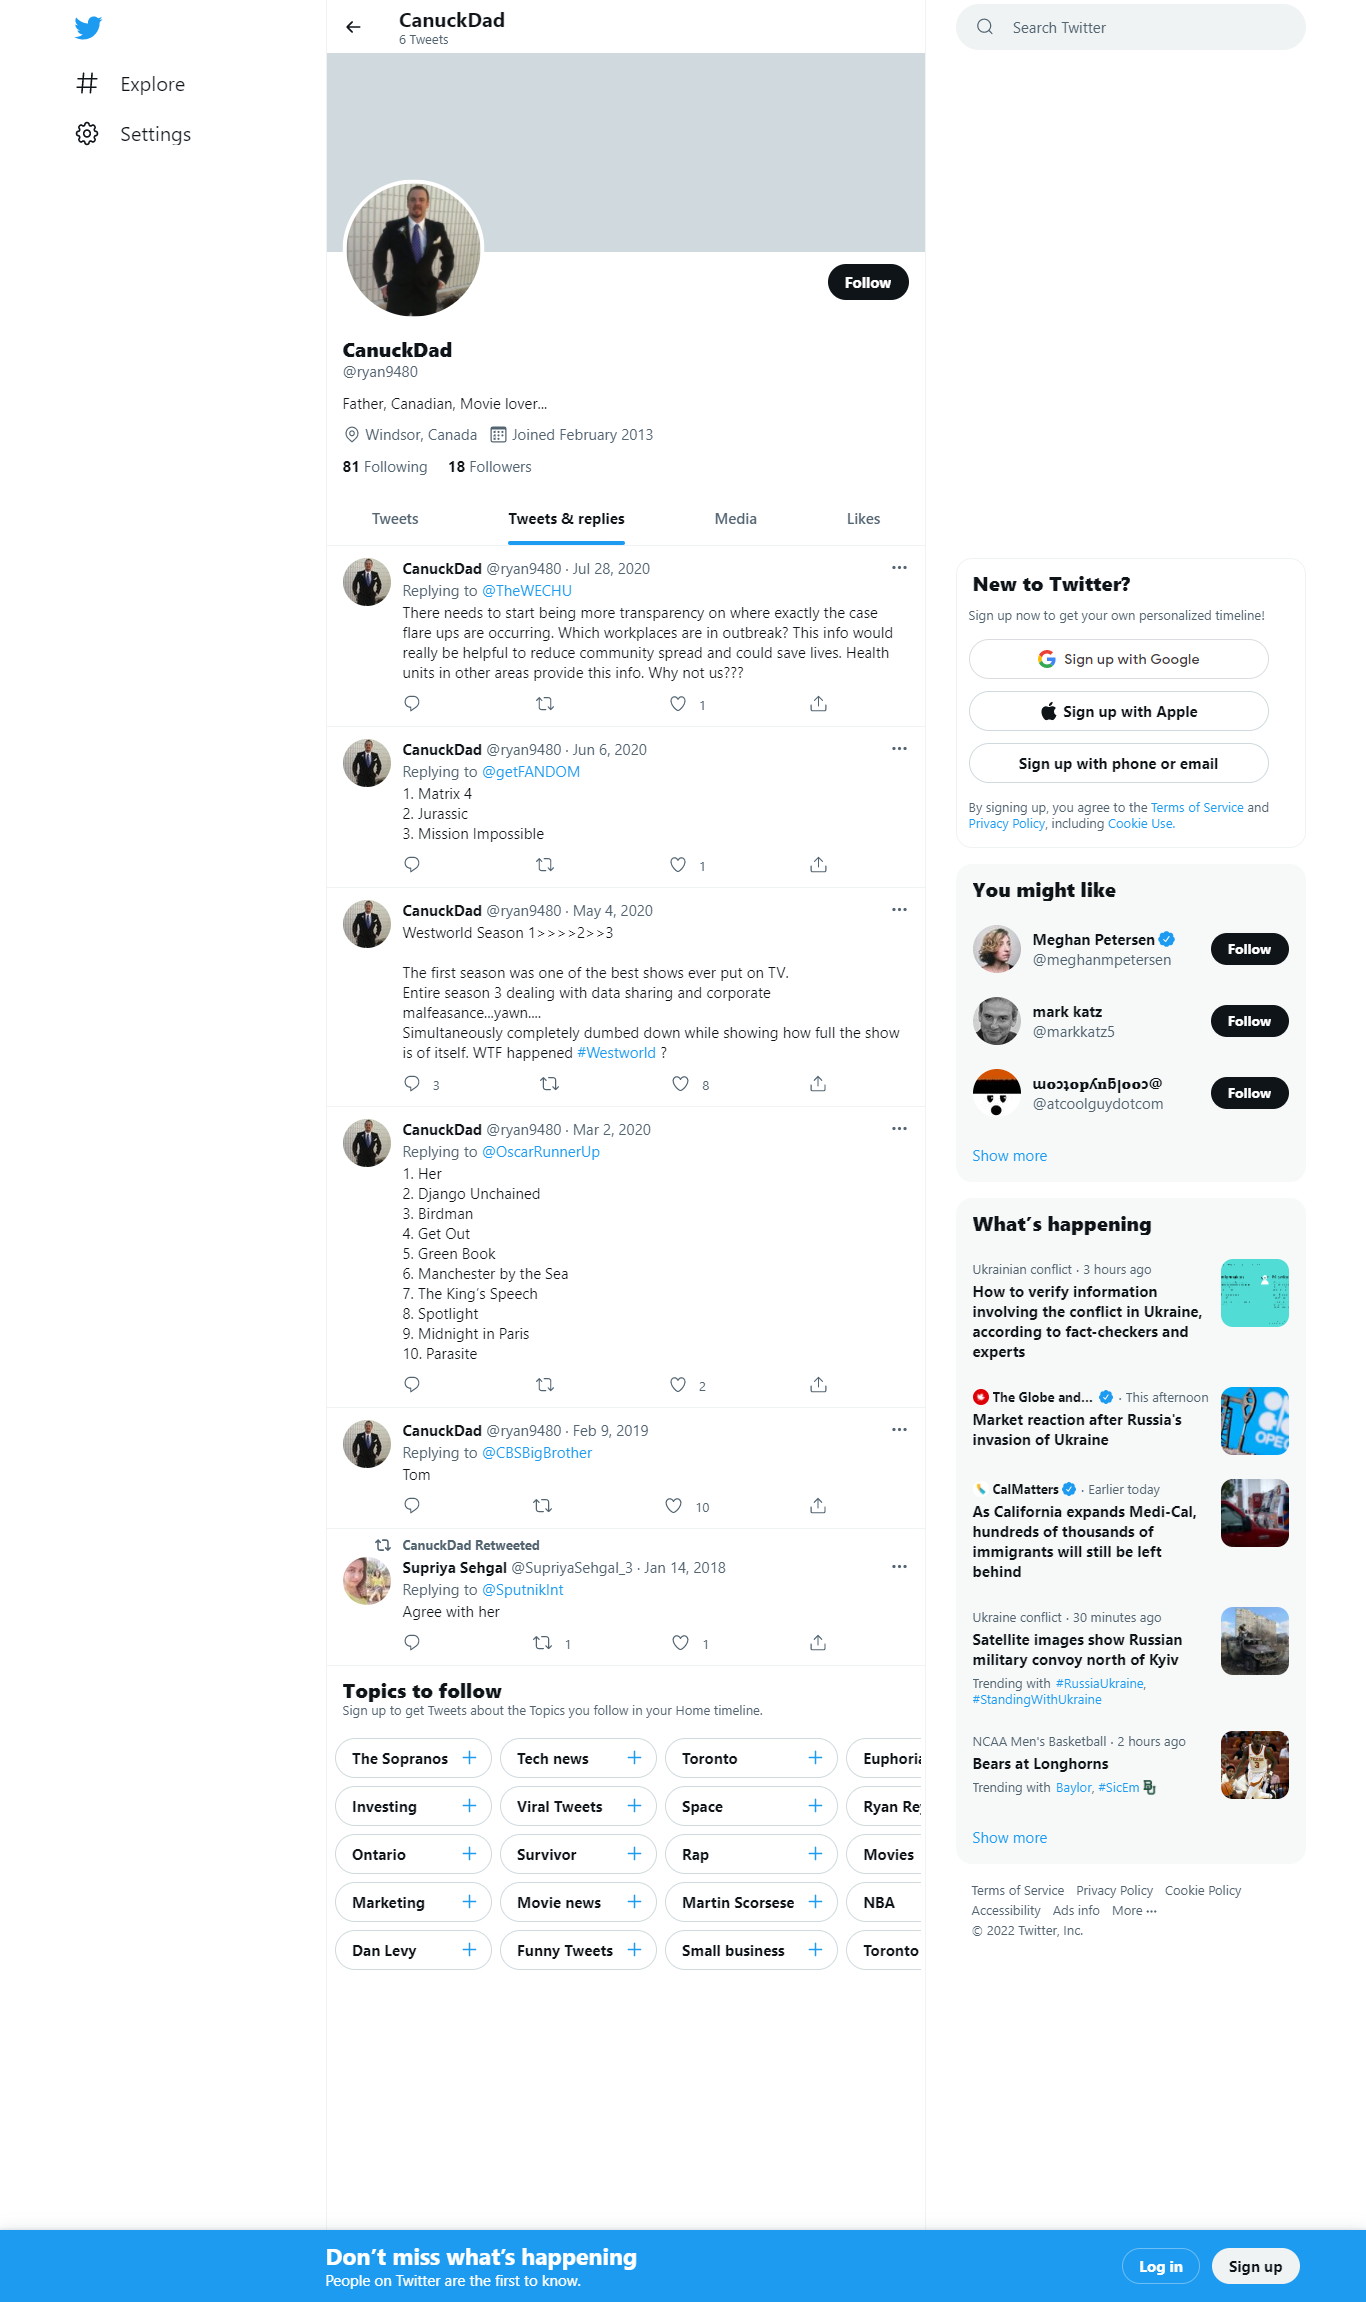 CanuckDad
6 Tweets
Search Twitter
Explore
Settings
Follow
CanuckDad
@ryan9480
Father, Canadian, Movie lover...
Windsor, Canada Joined February 2013
81 Following 18 Followers
Tweets Tweets & replies Media Likes
CanuckDad @ryan9480 · Jul 28, 2020
Replying to @TheWECHU
There needs to start being more transparency on where exactly the case
flare ups are occurring. Which workplaces are in outbreak? This info would
really be helpful to reduce community spread and could save lives. Health
units in other areas provide this info. Why not us???
1
CanuckDad @ryan9480 · Jun 6, 2020
Replying to @getFANDOM
1. Matrix 4
2. Jurassic
3. Mission Impossible
1
CanuckDad @ryan9480 · May 4, 2020
Westworld Season 1>>>>2>>3
The first season was one of the best shows ever put on TV.
Entire season 3 dealing with data sharing and corporate
malfeasance...yawn....
Simultaneously completely dumbed down while showing how full the show
is of itself. WTF happened #Westworld ?
3 8
CanuckDad @ryan9480 · Mar 2, 2020
Replying to @OscarRunnerUp
1. Her
2. Django Unchained
3. Birdman
4. Get Out
5. Green Book
6. Manchester by the Sea
7. The King's Speech
8. Spotlight
9. Midnight in Paris
10. Parasite
2
CanuckDad @ryan9480 · Feb 9, 2019
Replying to @CBSBigBrother
Tom
10
CanuckDad Retweeted
Supriya Sehgal @SupriyaSehgal_3 · Jan 14, 2018
Replying to @SputnikInt
Agree with her
1 1
Topics to follow
Sign up to get Tweets about the Topics you follow in your Home timeline.
The Sopranos Tech news Toronto Euphoria
Investing Viral Tweets Space Ryan Re
Ontario Survivor Rap Movies
Marketing Movie news Martin Scorsese NBA
Dan Levy Funny Tweets Small business Toronto
New to Twitter?
Sign up now to get your own personalized timeline!
Sign up with Google
Sign up with Apple
Sign up with phone or email
By signing up, you agree to the Terms of Service and
Privacy Policy, including Cookie Use.
You might like
Meghan Petersen
@meghanmpetersen
Follow
mark katz
@markkatz5
Follow
ɯoɔʇopʎnƃןooɔ@
@atcoolguydotcom
Follow
Show more
What's happening
Ukrainian conflict · 3 hours ago
How to verify information
involving the conflict in Ukraine,
according to fact-checkers and
experts
The Globe and... · This afternoon
Market reaction after Russia's
invasion of Ukraine
OPEC
CalMatters · Earlier today
As California expands Medi-Cal,
hundreds of thousands of
immigrants will still be left
behind
Ukraine conflict · 30 minutes ago
Satellite images show Russian
military convoy north of Kyiv
Trending with #RussiaUkraine,
#StandingWithUkraine
NCAA Men's Basketball · 2 hours ago
Bears at Longhorns
Trending with Baylor, #SicEm
Show more
Terms of Service Privacy Policy Cookie Policy
Accessibility Ads info More ···
© 2022 Twitter, Inc.
Don't miss what's happening
People on Twitter are the first to know.
Log in
Sign up